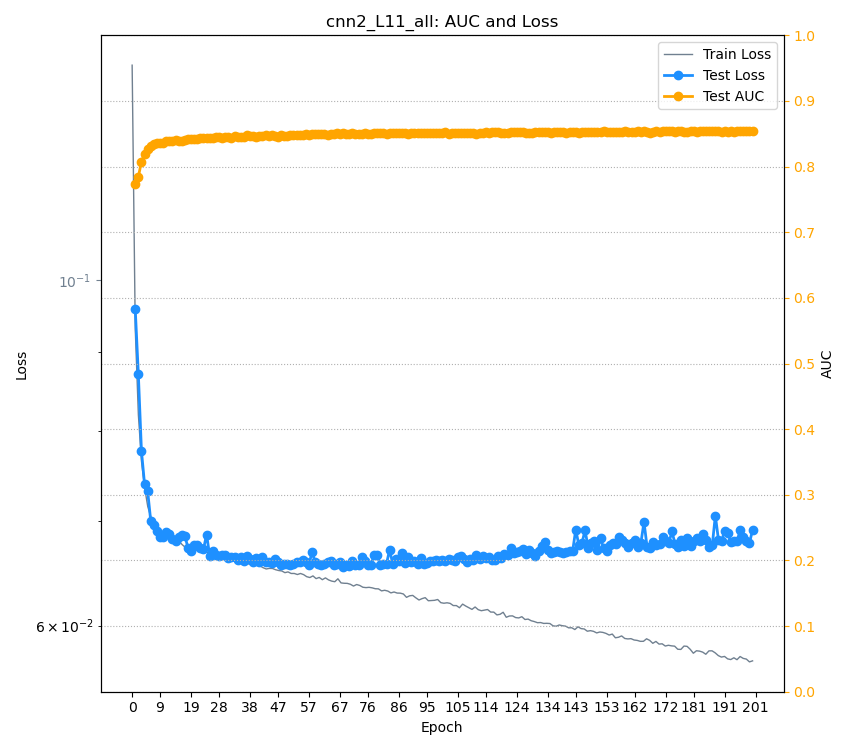 cnn2_L11_all: AUC and Loss
Train Loss
Test Loss
Test AUC
Loss
10⁻¹
6 × 10⁻²
1.0
0.9
0.8
0.7
0.6
0.5
0.4
0.3
0.2
0.1
0.0
AUC
0 9 19 28 38 47 57 67 76 86 95 105 114 124 134 143 153 162 172 181 191 201
Epoch